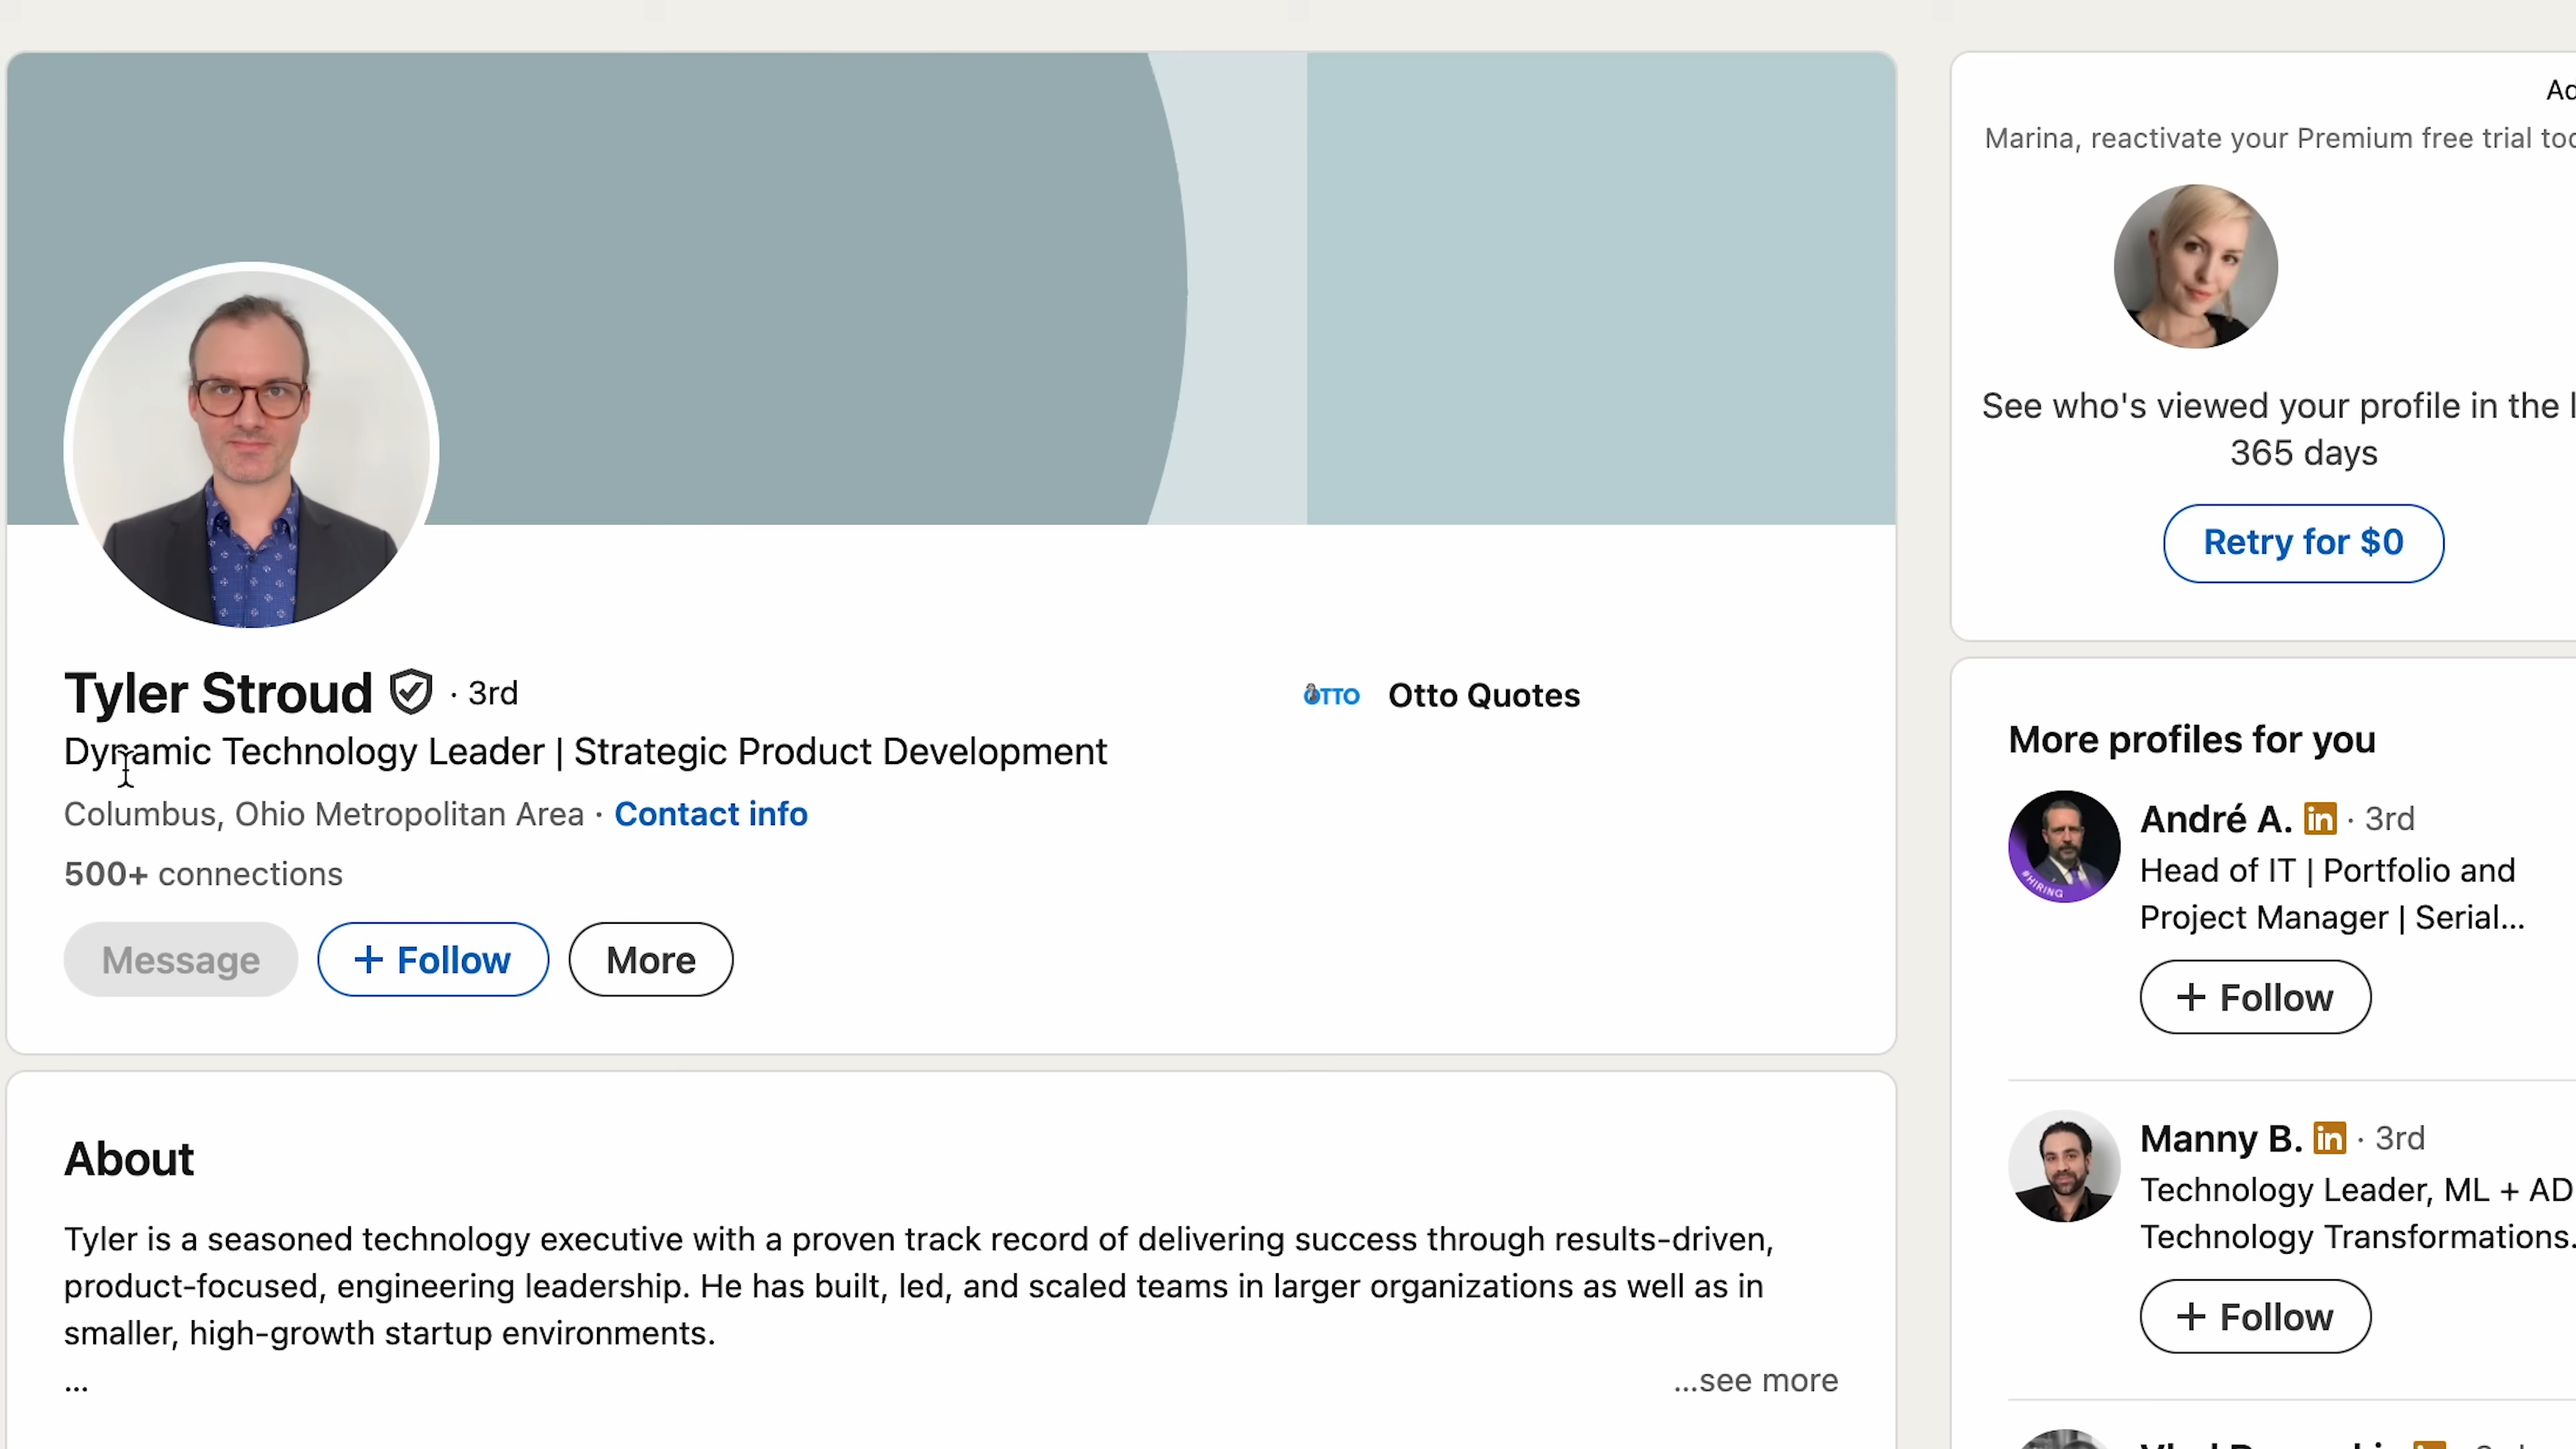 Tyler Stroud · 3rd
OTTO Otto Quotes
Dynamic Technology Leader | Strategic Product Development
Columbus, Ohio Metropolitan Area · Contact info
500+ connections
Message
+ Follow
More
About
Tyler is a seasoned technology executive with a proven track record of delivering success through results-driven,
product-focused, engineering leadership. He has built, led, and scaled teams in larger organizations as well as in
smaller, high-growth startup environments.
...
...see more
Marina, reactivate your Premium free trial
See who's viewed your profile in the
365 days
Retry for $0
More profiles for you
#HIRING
André A. in · 3rd
Head of IT | Portfolio and
Project Manager | Serial...
+ Follow
Manny B. in · 3rd
Technology Leader, ML + AD
Technology Transformations.
+ Follow